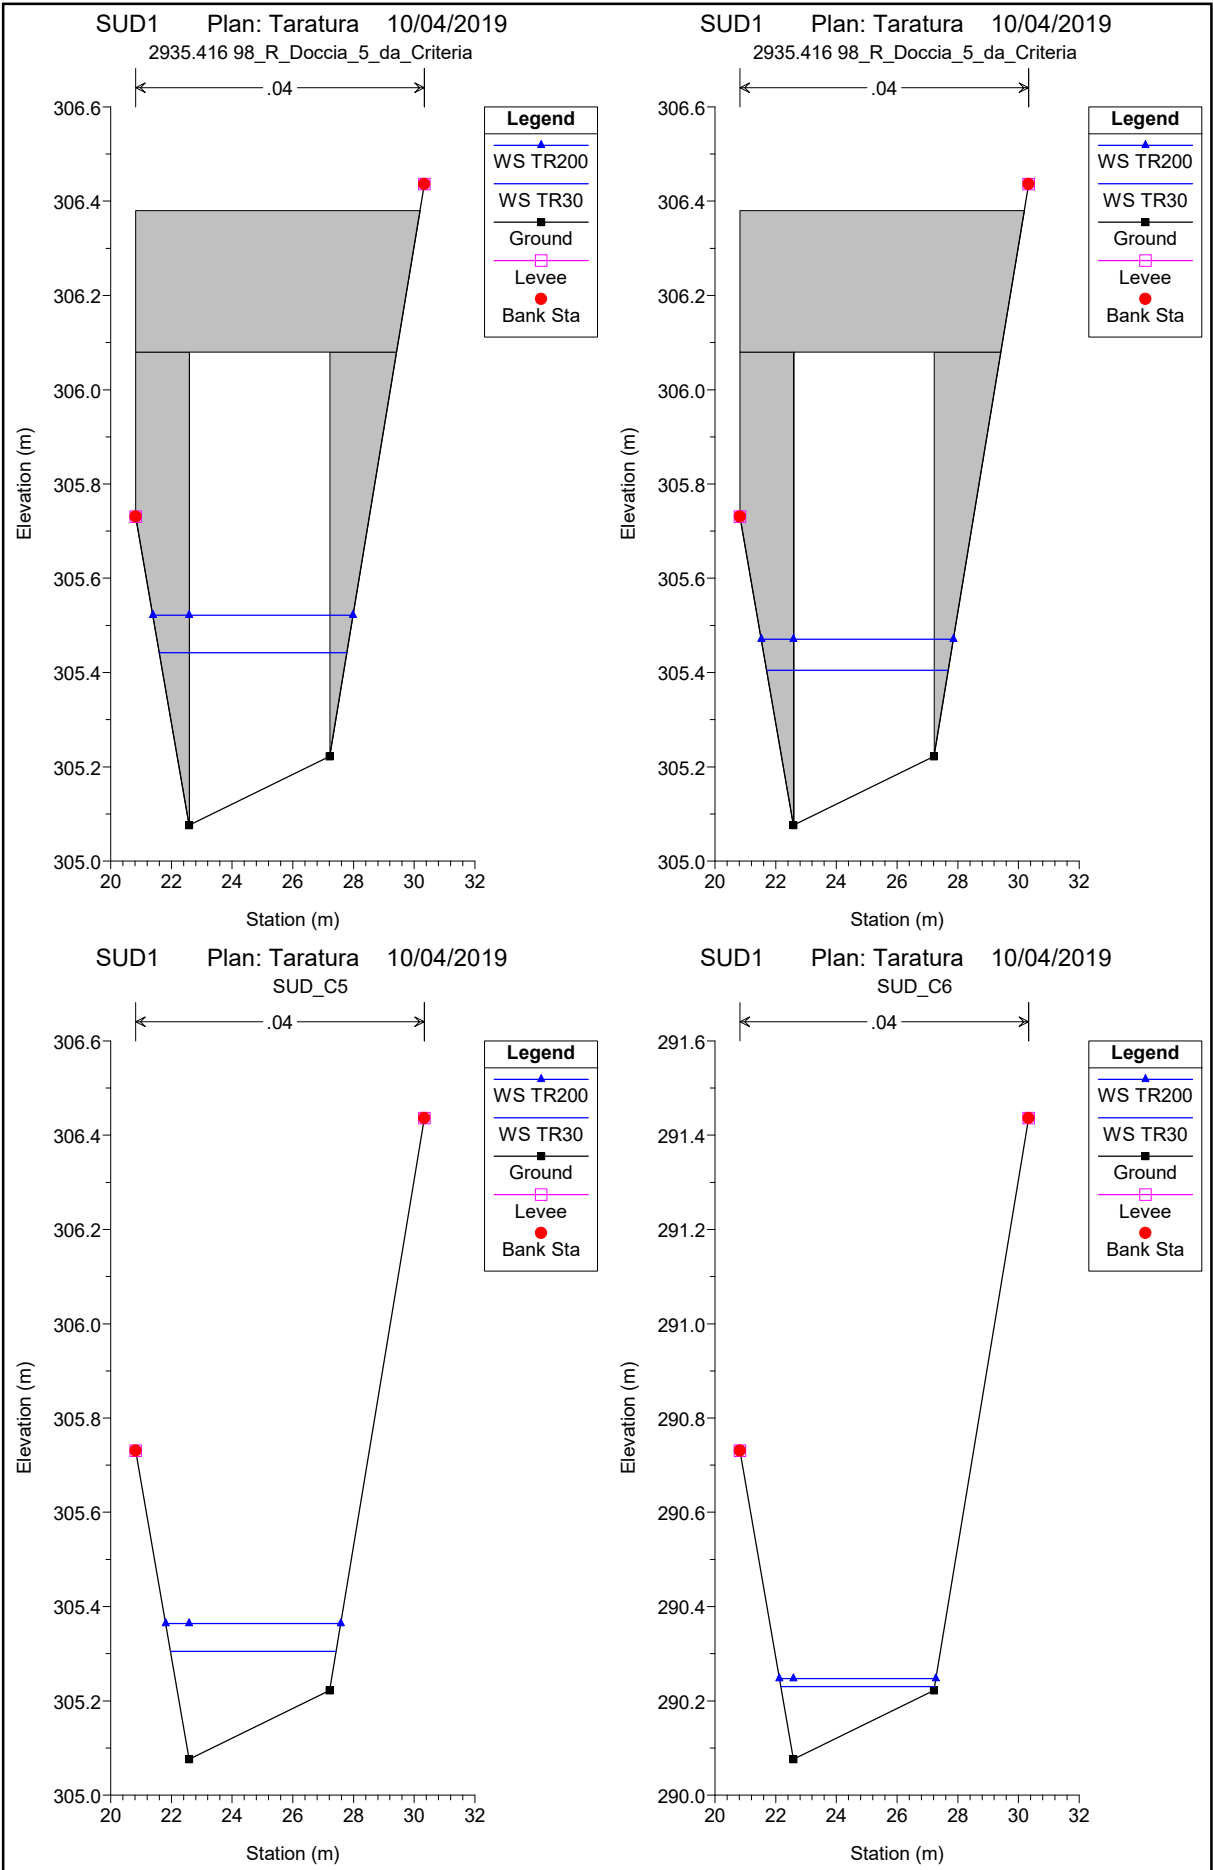 SUD1 Plan: Taratura 10/04/2019
2935.416 98_R_Doccia_5_da_Criteria
.04
306.6
306.4
306.2
306.0
305.8
305.6
305.4
305.2
305.0
Elevation (m)
20 22 24 26 28 30 32
Station (m)
Legend
WS TR200
WS TR30
Ground
Levee
Bank Sta
SUD1 Plan: Taratura 10/04/2019
2935.416 98_R_Doccia_5_da_Criteria
.04
306.6
306.4
306.2
306.0
305.8
305.6
305.4
305.2
305.0
Elevation (m)
20 22 24 26 28 30 32
Station (m)
Legend
WS TR200
WS TR30
Ground
Levee
Bank Sta
SUD1 Plan: Taratura 10/04/2019
SUD_C5
.04
306.6
306.4
306.2
306.0
305.8
305.6
305.4
305.2
305.0
Elevation (m)
20 22 24 26 28 30 32
Station (m)
Legend
WS TR200
WS TR30
Ground
Levee
Bank Sta
SUD1 Plan: Taratura 10/04/2019
SUD_C6
.04
291.6
291.4
291.2
291.0
290.8
290.6
290.4
290.2
290.0
Elevation (m)
20 22 24 26 28 30 32
Station (m)
Legend
WS TR200
WS TR30
Ground
Levee
Bank Sta